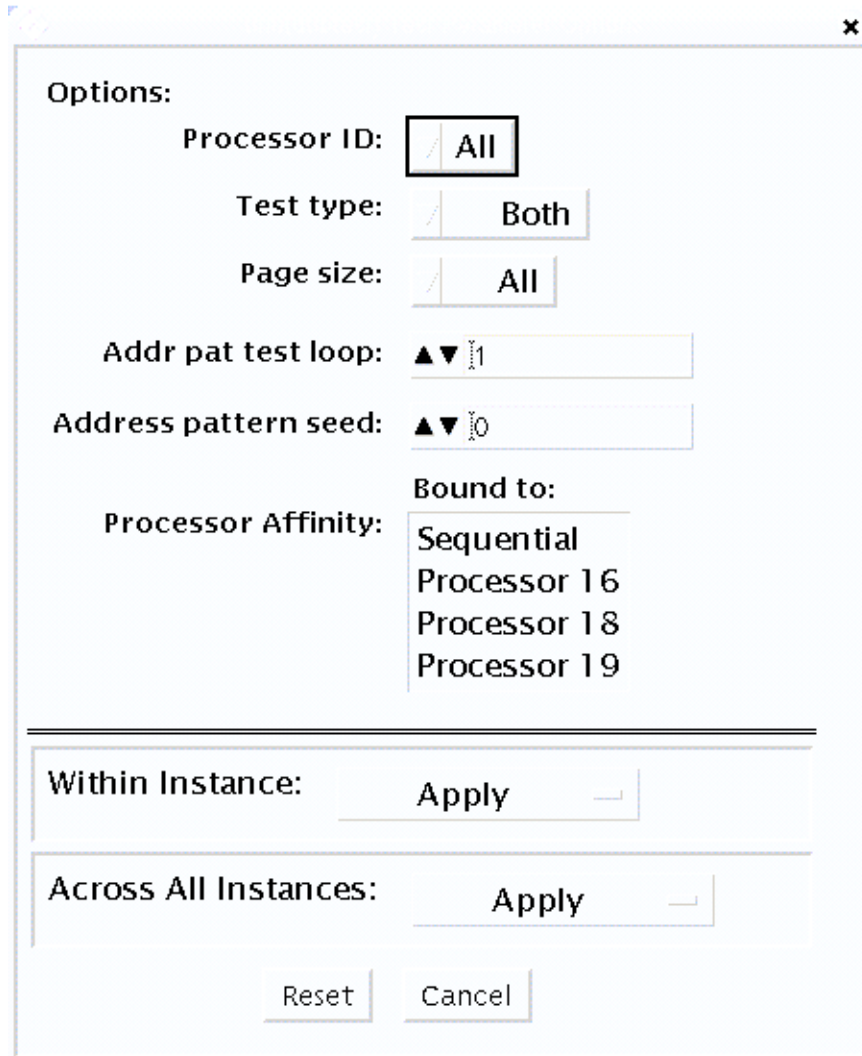 Options:
Processor ID: All
Test type: Both
Page size: All
Addr pat test loop: ▲▼ 1
Address pattern seed: ▲▼ 0
Bound to:
Processor Affinity:
Sequential
Processor 16
Processor 18
Processor 19
Within Instance: Apply
Across All Instances: Apply
Reset Cancel